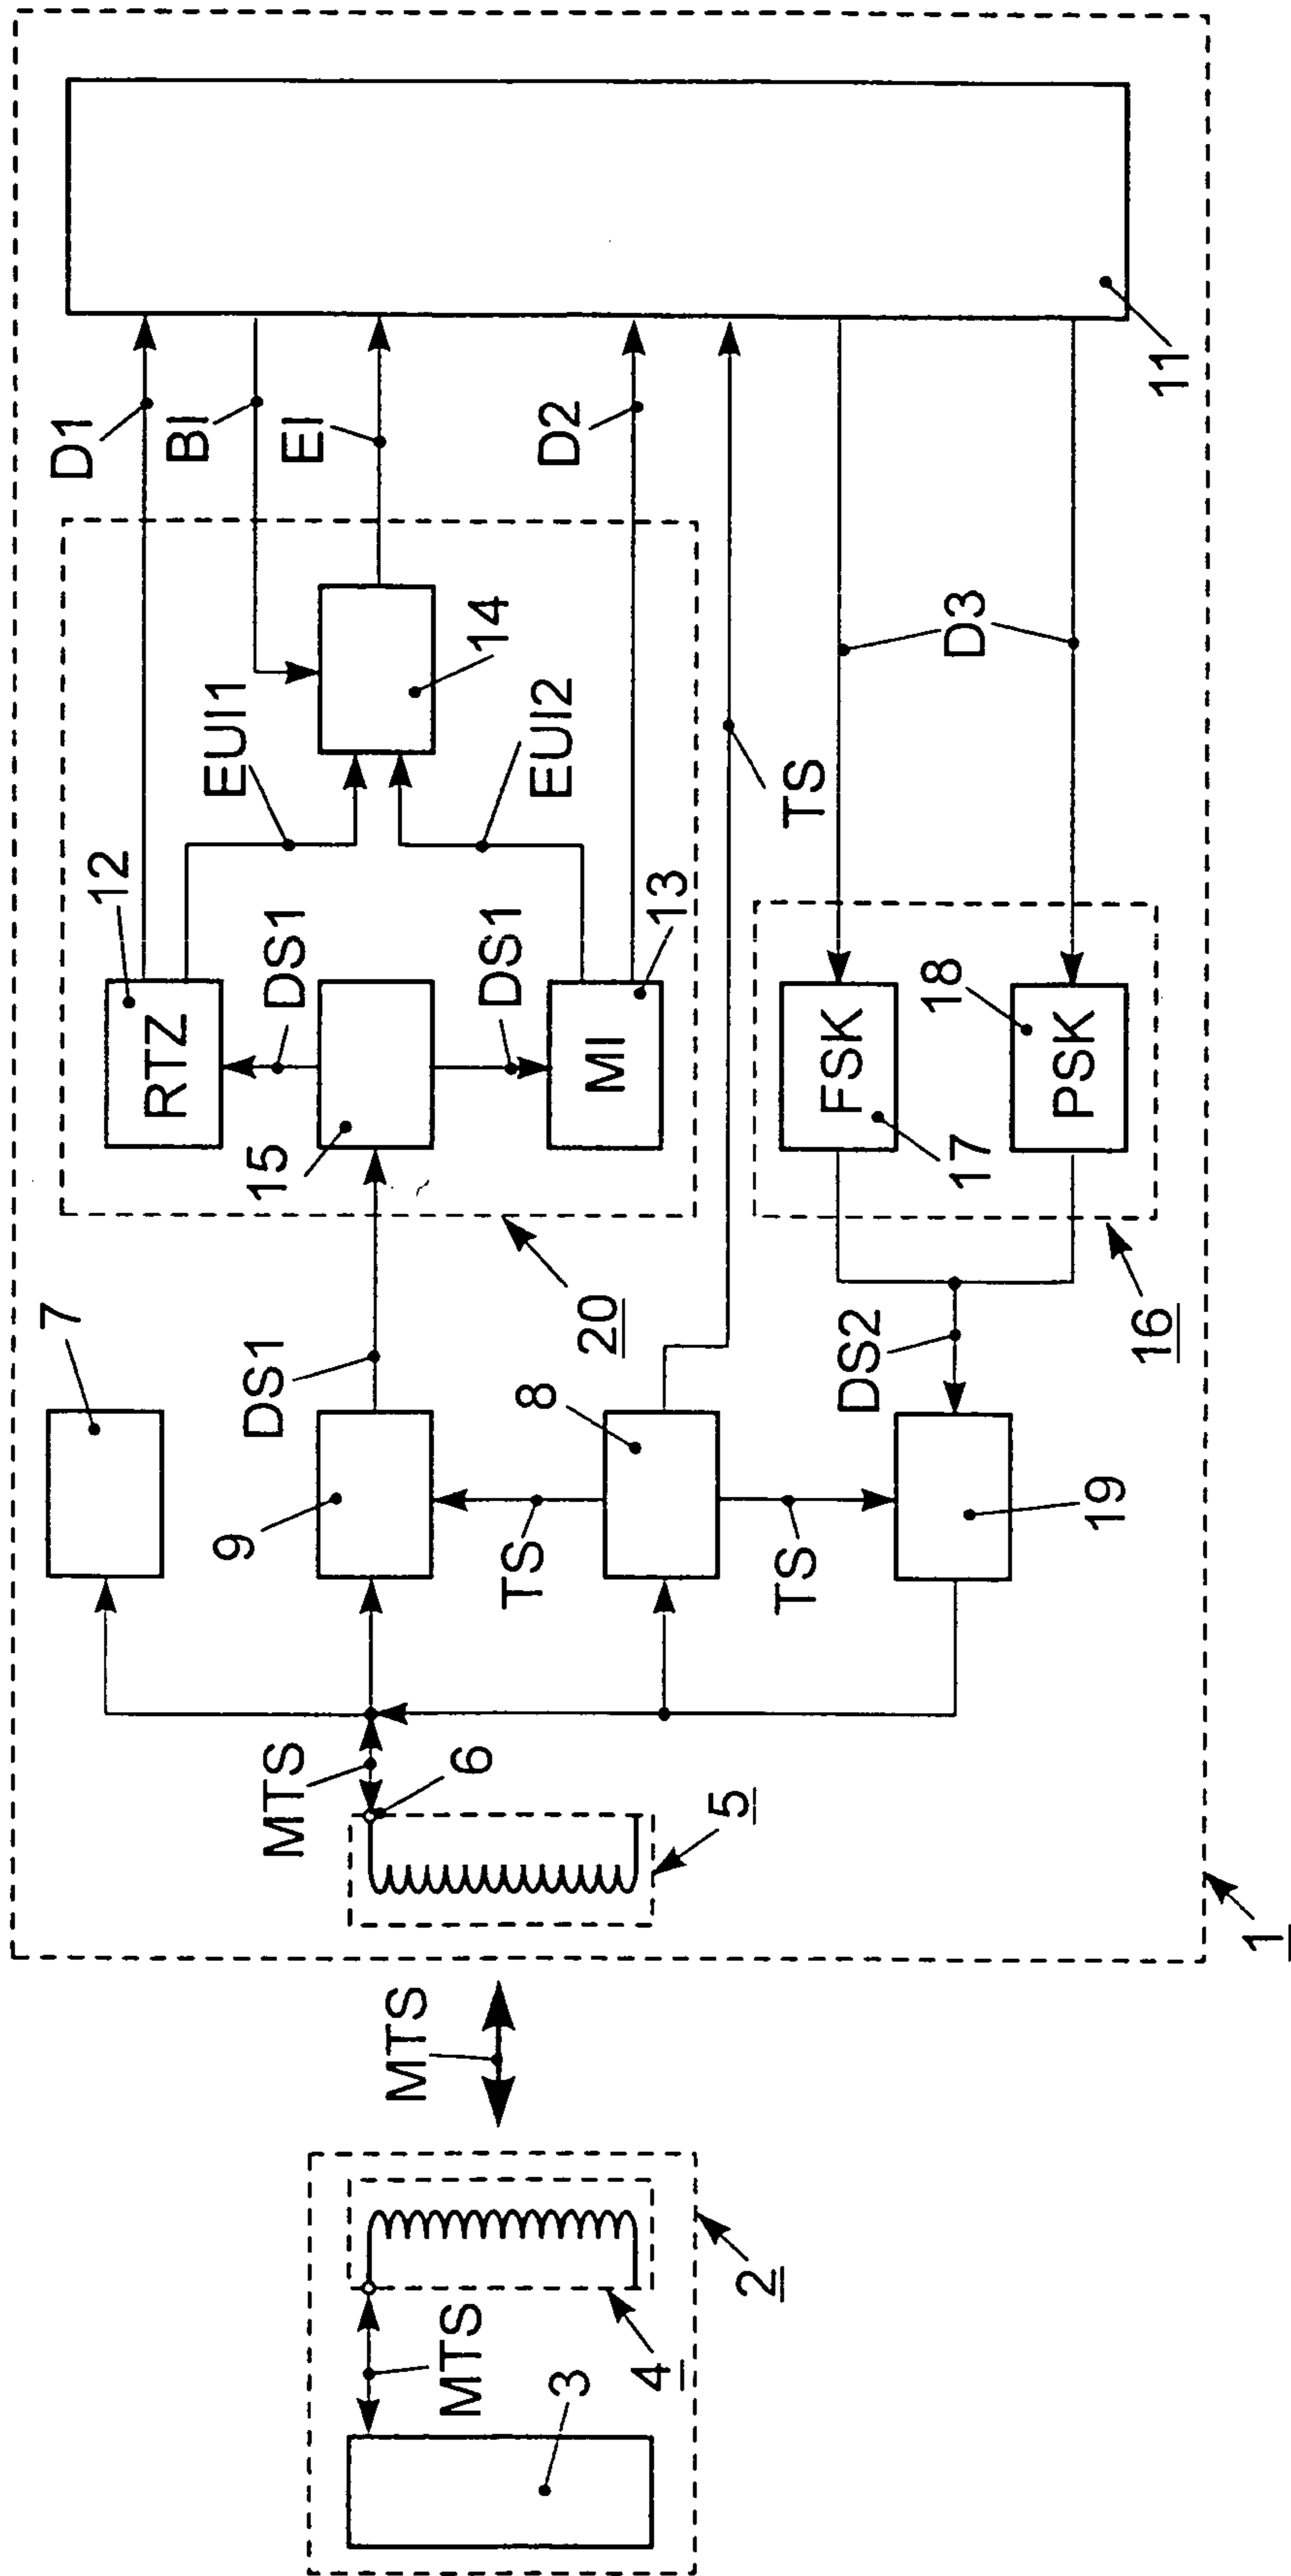 D1
BI
EI
D2
11
12
EUI1
14
EUI2
DS1
DS1
13
RTZ
MI
15
20
TS
D3
FSK
PSK
18
17
16
7
DS1
8
DS2
9
TS
TS
19
MTS
6
5
1
MTS
MTS
4
2
3